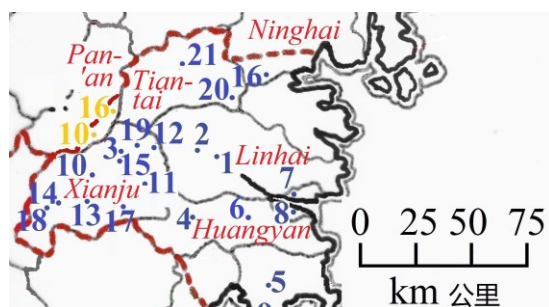 Ninghai
Pan-
'an
21
Tian-
tai
16
20
16
10
19 12 2
3
1 Linhai
10 15
11
7
Xianju
14
18 13 17
4 6 8
Huangyan
5
0 25 50 75
km 公里